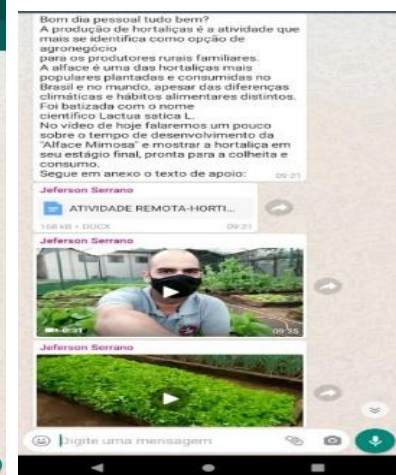 Bom dia pessoal tudo bem?
A produção de hortaliças é a atividade que
mais se identifica como opção de
agronegócio
para os produtores rurais familiares.
A alface é uma das hortaliças mais
populares plantadas e consumidas no
Brasil e no mundo, apesar das diferenças
climáticas e hábitos alimentares distintos.
Foi batizada com o nome
científico Lactua satica L.
No vídeo de hoje falaremos um pouco
sobre o tempo de desenvolvimento da
"Alface Mimosa" e mostrar a hortaliça em
seu estágio final, pronta para a colheita e
consumo.
Segue em anexo o texto de apoio:
09:21
Jeferson Serrano
ATIVIDADE REMOTA-HORTI...
168 kB • DOCX
09:21
Jeferson Serrano
0:31
09:35
Jeferson Serrano
Digite uma mensagem